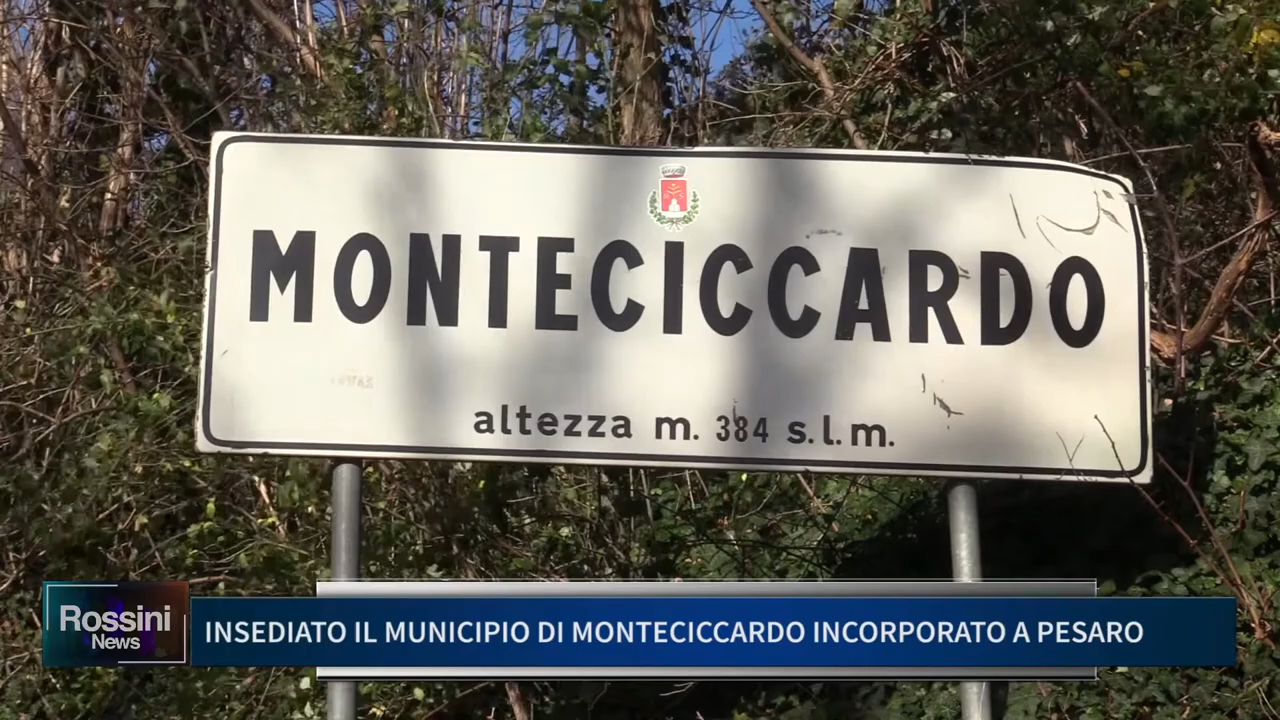 MONTECICCARDO
altezza m. 384 s.l.m.
Rossini
News
INSEDIATO IL MUNICIPIO DI MONTECICCARDO INCORPORATO A PESARO